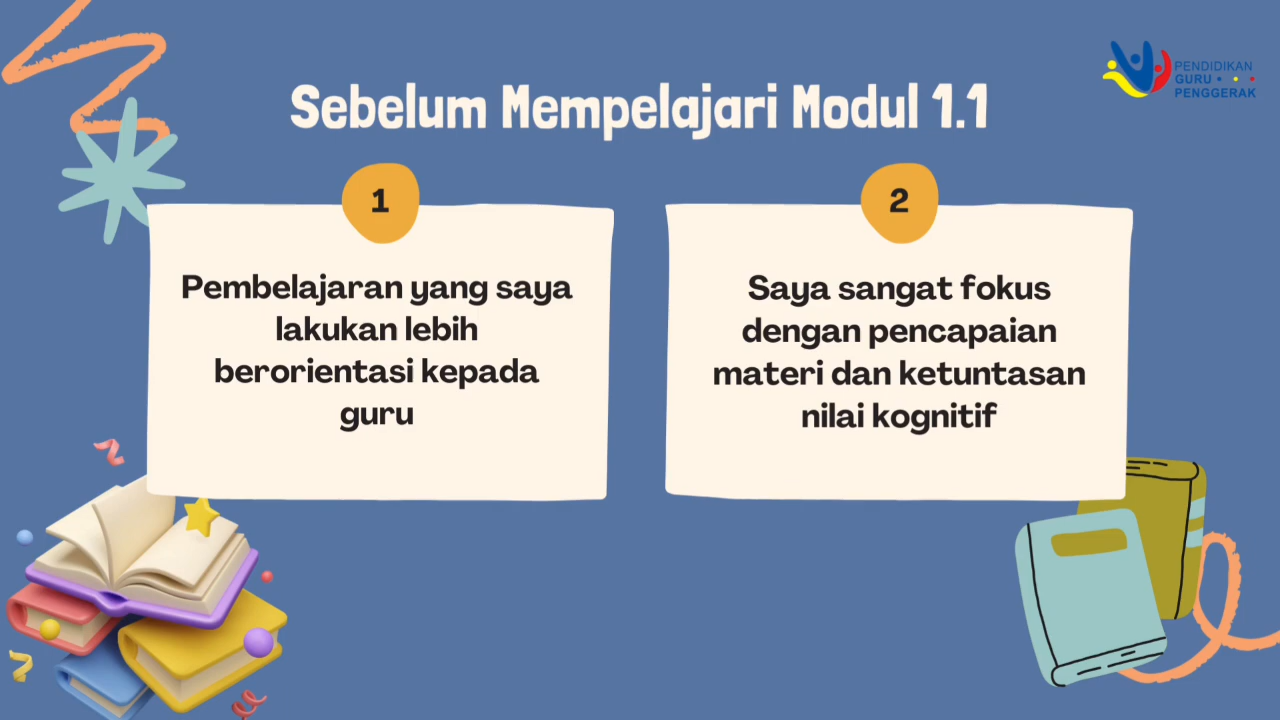 PENDIDIKAN
GURU
PENGGERAK
Sebelum Mempelajari Modul 1.1
1
Pembelajaran yang saya
lakukan lebih
berorientasi kepada
guru
2
Saya sangat fokus
dengan pencapaian
materi dan ketuntasan
nilai kognitif